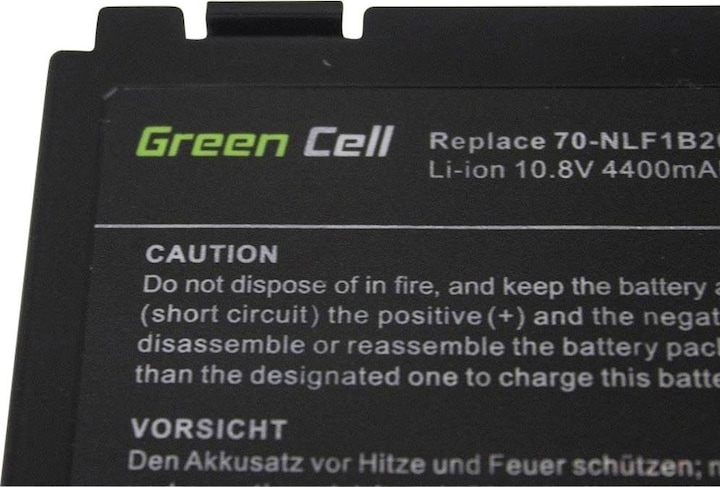 Green Cell
Replace 70-NLF1B20
Li-ion 10.8V 4400mA
CAUTION
Do not dispose of in fire, and keep the battery
(short circuit) the positive (+) and the negat
disassemble or reassemble the battery pac
than the designated one to charge this batte
VORSICHT
Den Akkusatz vor Hitze und Feuer schützen;